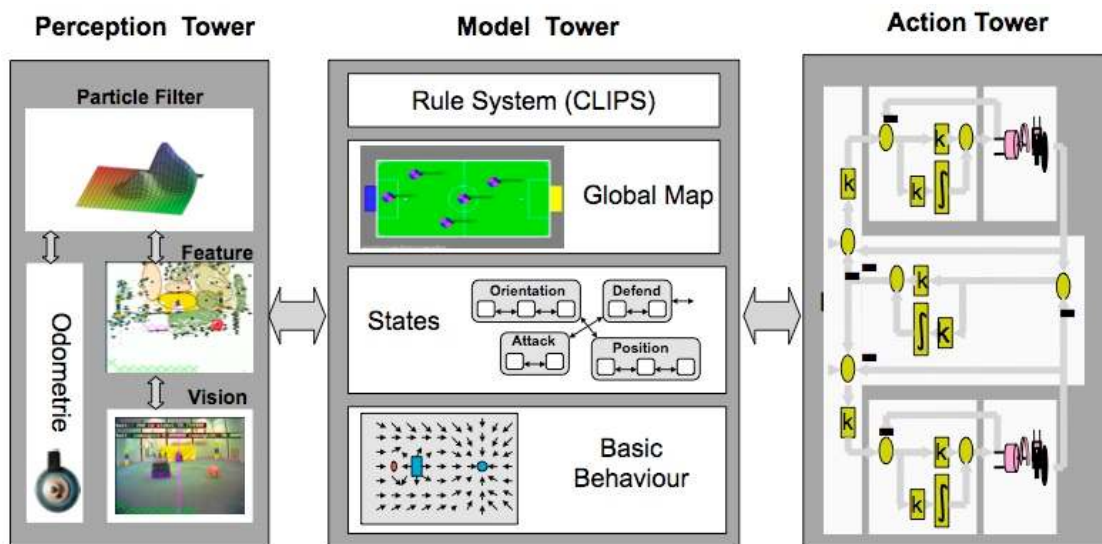 Perception Tower
Model Tower
Action Tower
Particle Filter
Feature
Odometrie
Vision
Rule System (CLIPS)
Global Map
States
Orientation
Defend
Attack
Position
Basic
Behaviour
k
k
∫
k
k
k
∫
k
k
k
k
∫